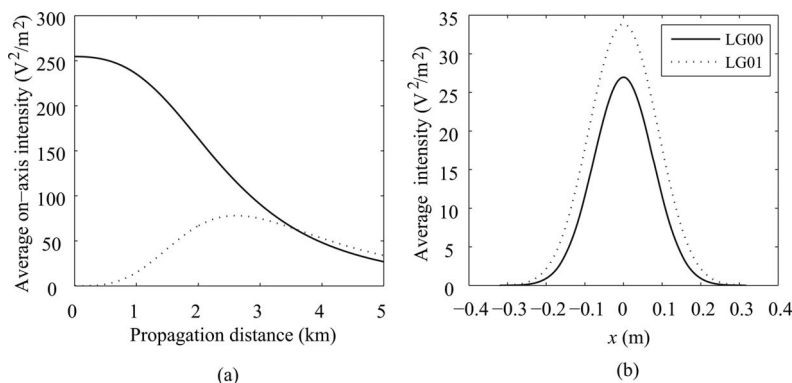 300
250
200
150
100
50
0
Average on−axis intensity (V²/m²)
0 1 2 3 4 5
Propagation distance (km)
(a)
40
35
30
25
20
15
10
5
0
Average intensity (V²/m²)
LG00
LG01
−0.4 −0.3 −0.2 −0.1 0 0.1 0.2 0.3 0.4
x (m)
(b)